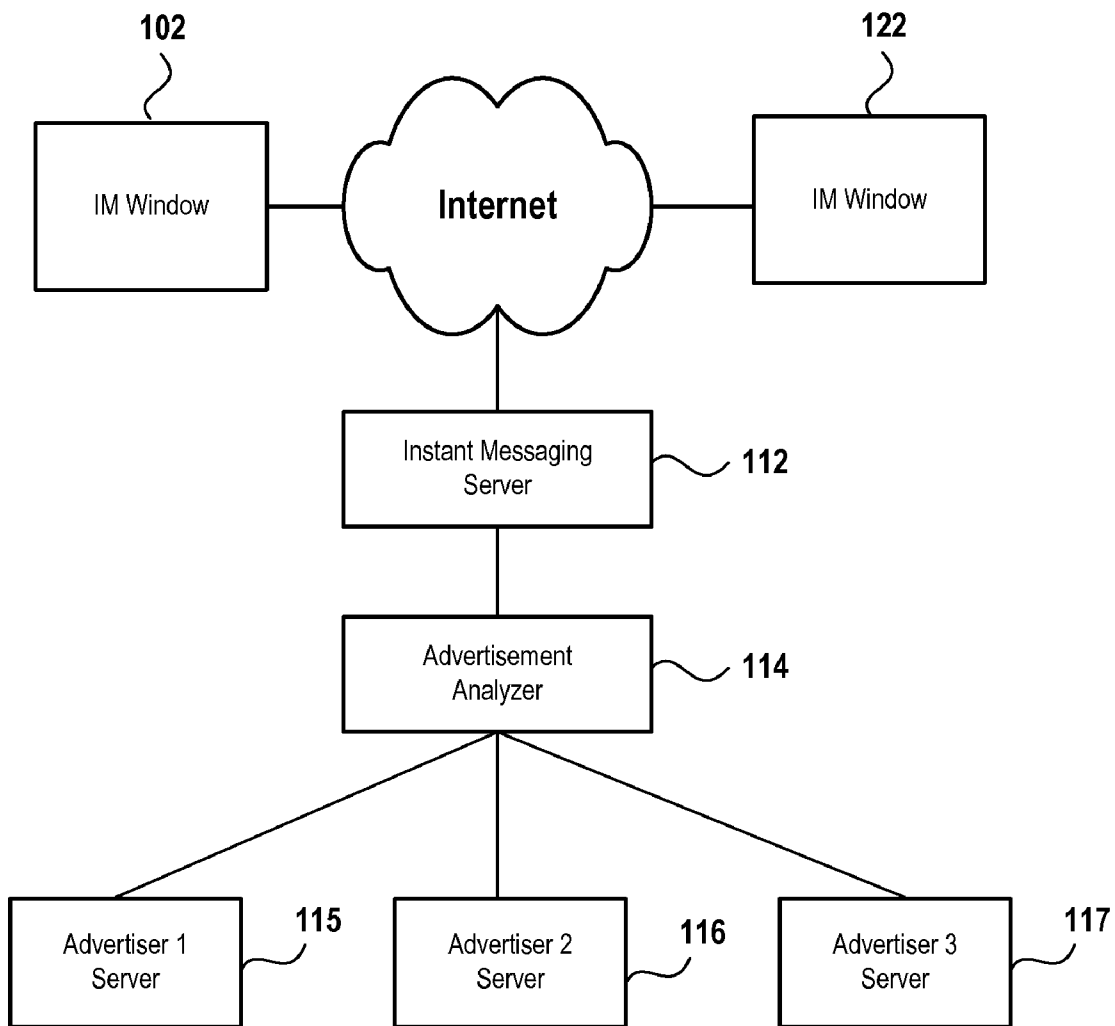 102
122
IM Window
Internet
IM Window
Instant Messaging
Server
112
Advertisement
Analyzer
114
Advertiser 1
Server
115
Advertiser 2
Server
116
Advertiser 3
Server
117